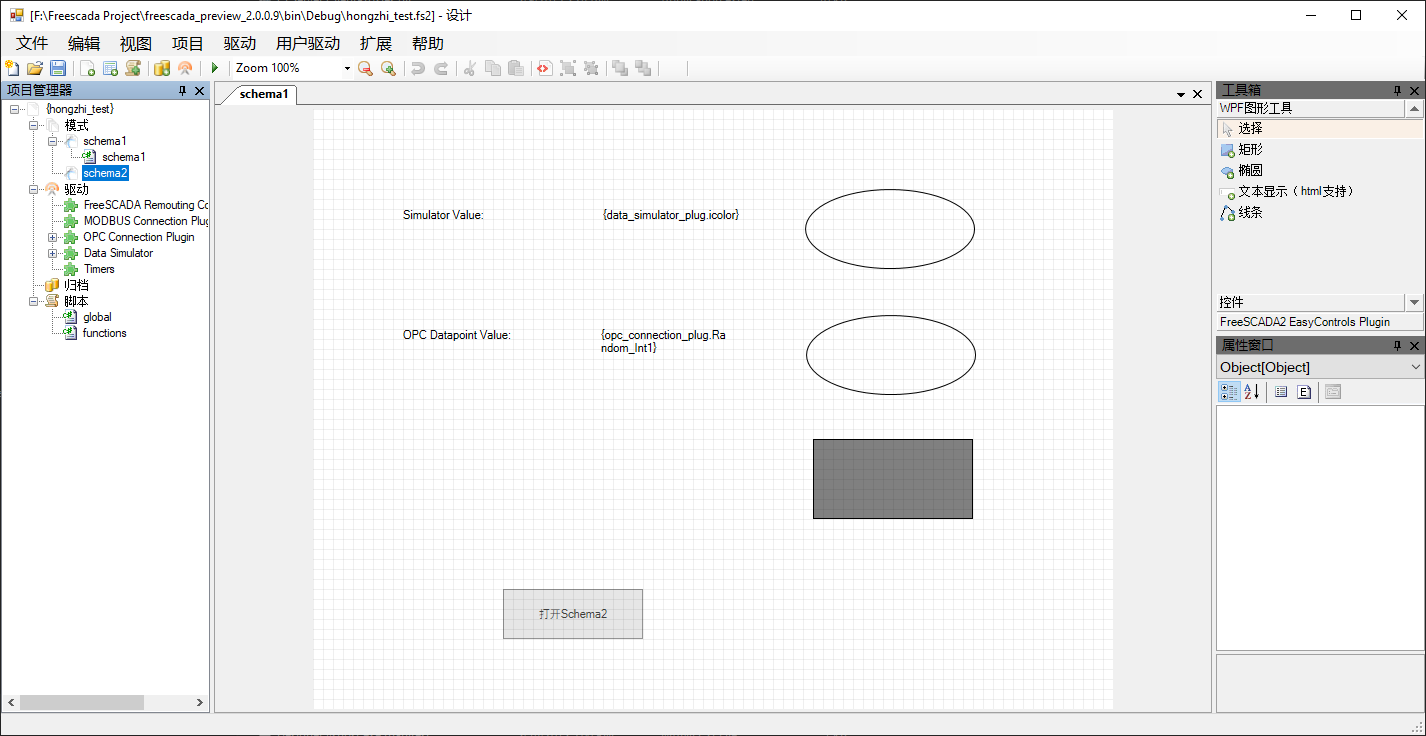 [F:\Freescada Project\freescada_preview_2.0.0.9\bin\Debug\hongzhi_test.fs2] - 设计
文件 编辑 视图 项目 驱动 用户驱动 扩展 帮助
Zoom 100%
项目管理器
{hongzhi_test}
模式
schema1
schema1
schema2
驱动
FreeSCADA Remouting Co
MODBUS Connection Plug
OPC Connection Plugin
Data Simulator
Timers
归档
脚本
global
functions
schema1
Simulator Value: {data_simulator_plug.icolor}
OPC Datapoint Value: {opc_connection_plug.Ra
ndom_Int1}
打开Schema2
工具箱
WPF图形工具
选择
矩形
椭圆
文本显示（html支持）
线条
控件
FreeSCADA2 EasyControls Plugin
属性窗口
Object[Object]